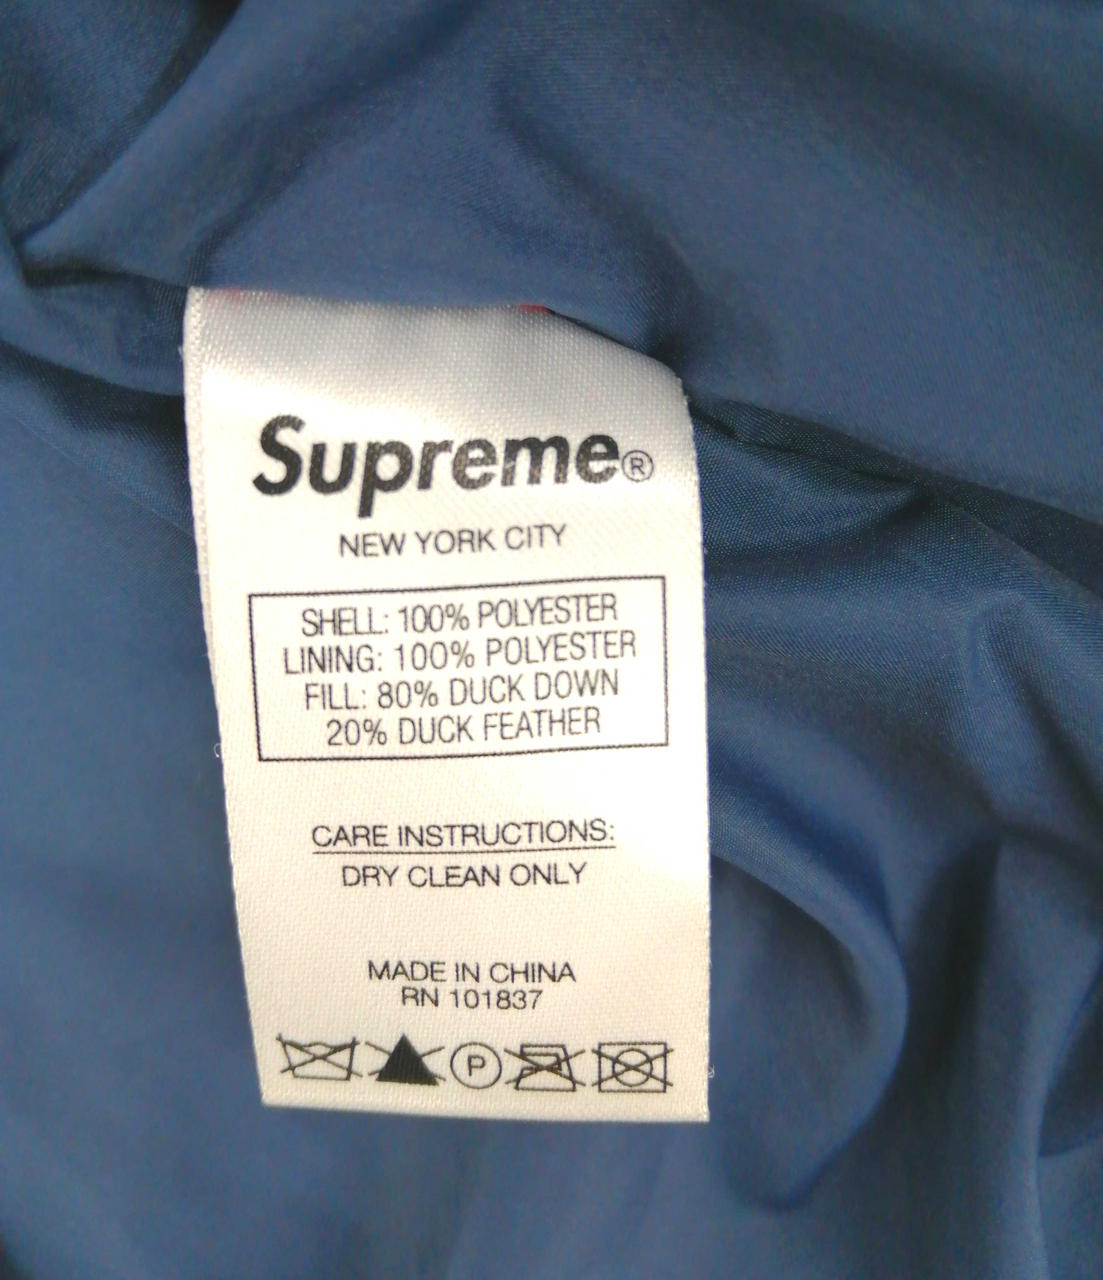 Supreme®
NEW YORK CITY
SHELL: 100% POLYESTER
LINING: 100% POLYESTER
FILL: 80% DUCK DOWN
20% DUCK FEATHER
CARE INSTRUCTIONS:
DRY CLEAN ONLY
MADE IN CHINA
RN 101837
P